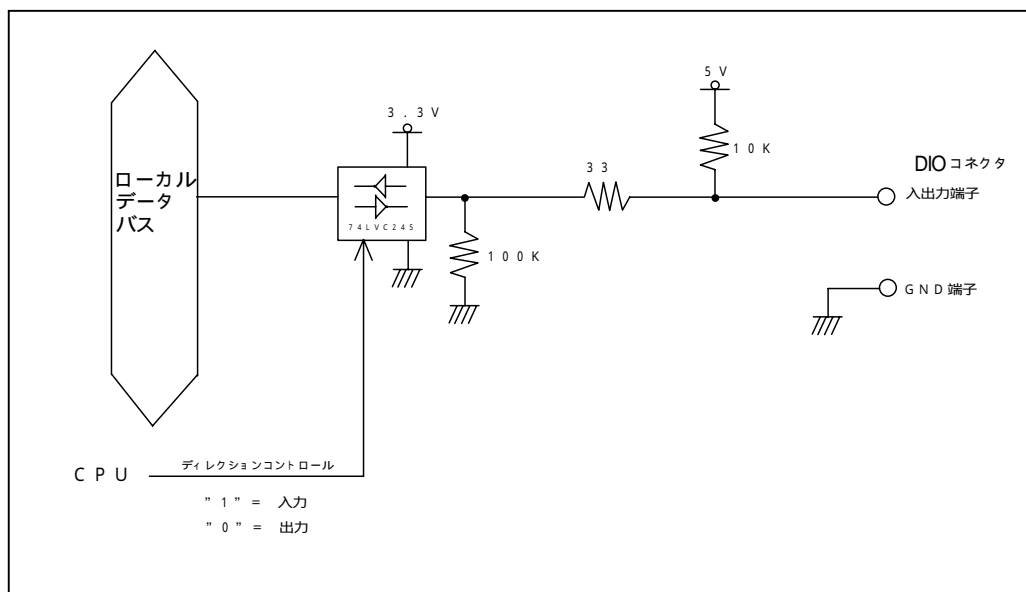 5V
3.3V
10K
33
DIOコネクタ
ローカル
データ
バス
入出力端子
74LVC245
100K
GND端子
CPU
ディレクションコントロール
"1"= 入力
"0"= 出力